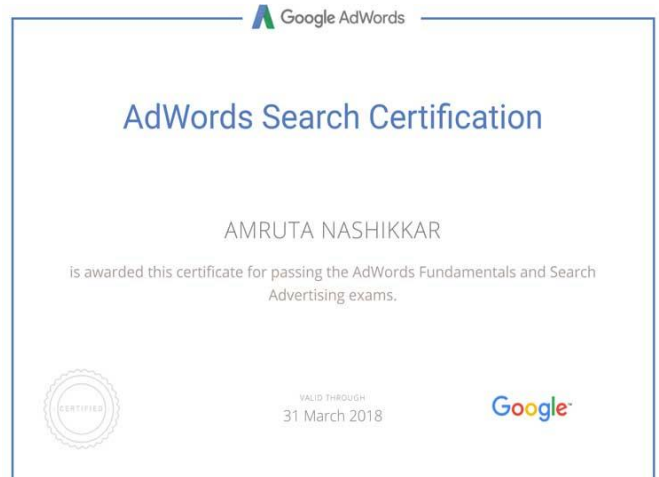 Google AdWords
AdWords Search Certification
AMRUTA NASHIKKAR
is awarded this certificate for passing the AdWords Fundamentals and Search
Advertising exams.
CERTIFIED
VALID THROUGH
31 March 2018
Google